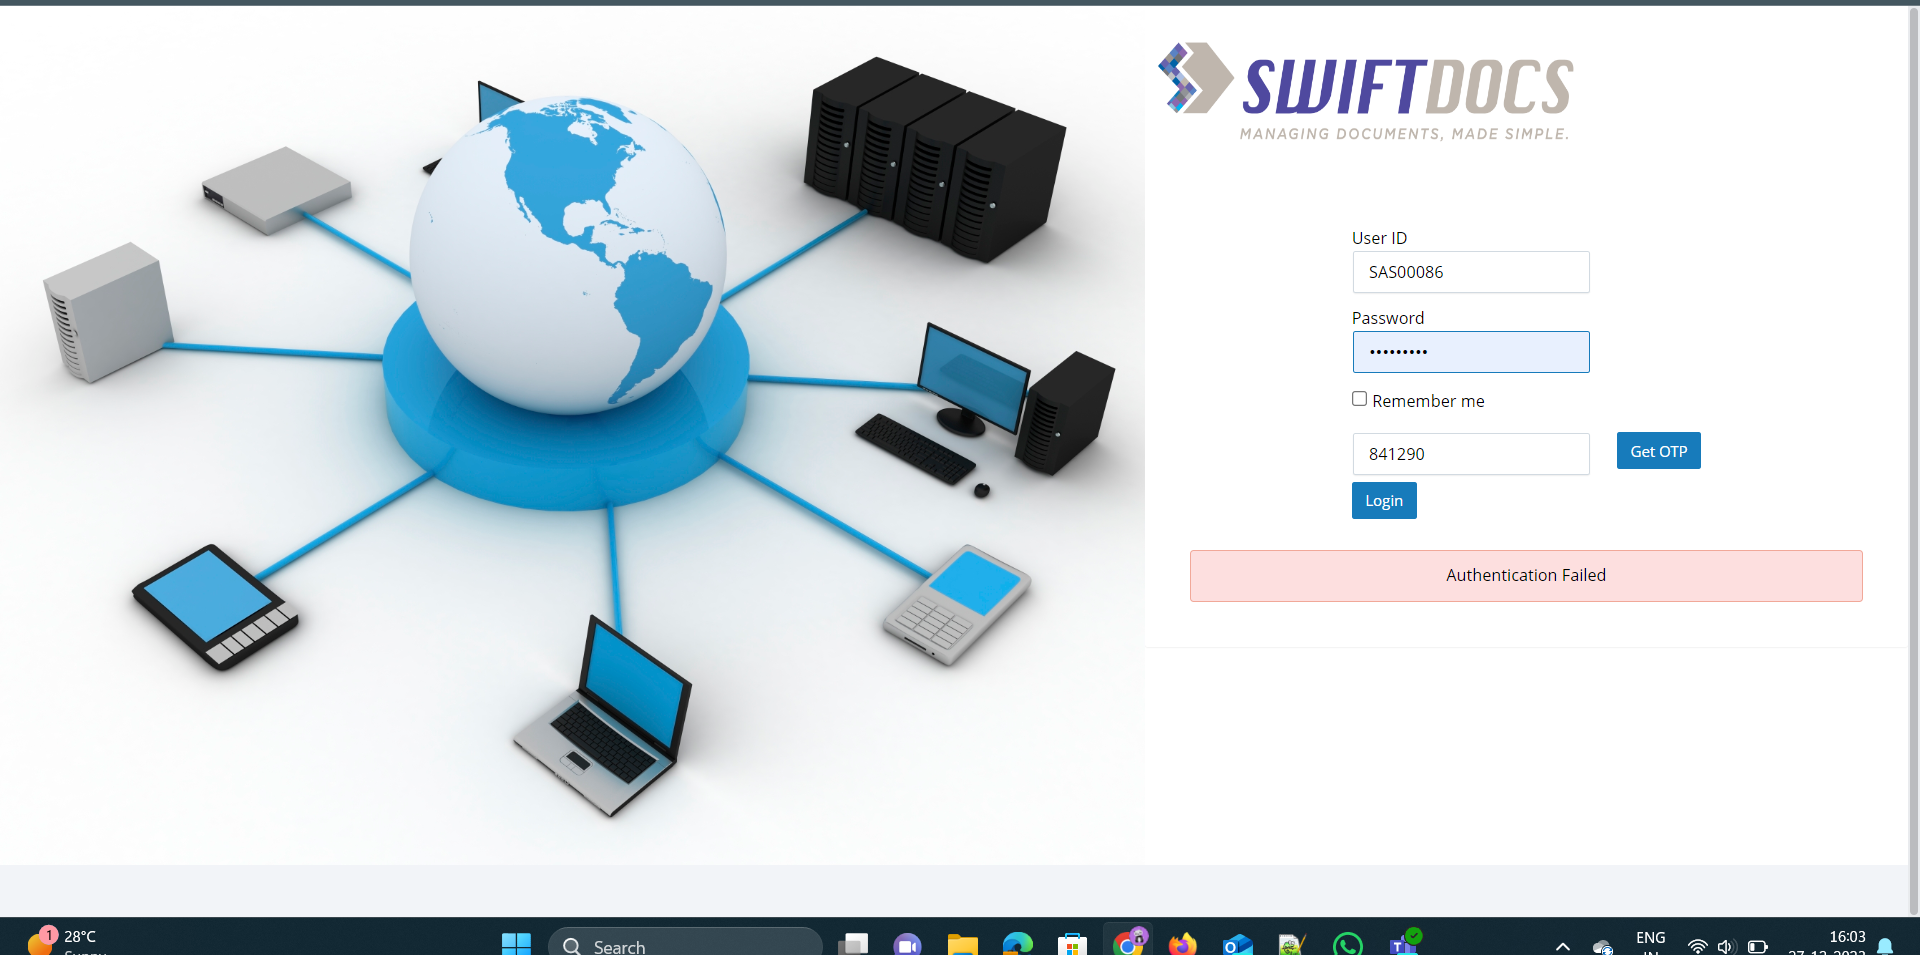 SWIFTDOCS
MANAGING DOCUMENTS, MADE SIMPLE.
User ID
SAS00086
Password
•••••••••
Remember me
841290
Get OTP
Login
Authentication Failed
1
28°C
Search
ENG
16:03